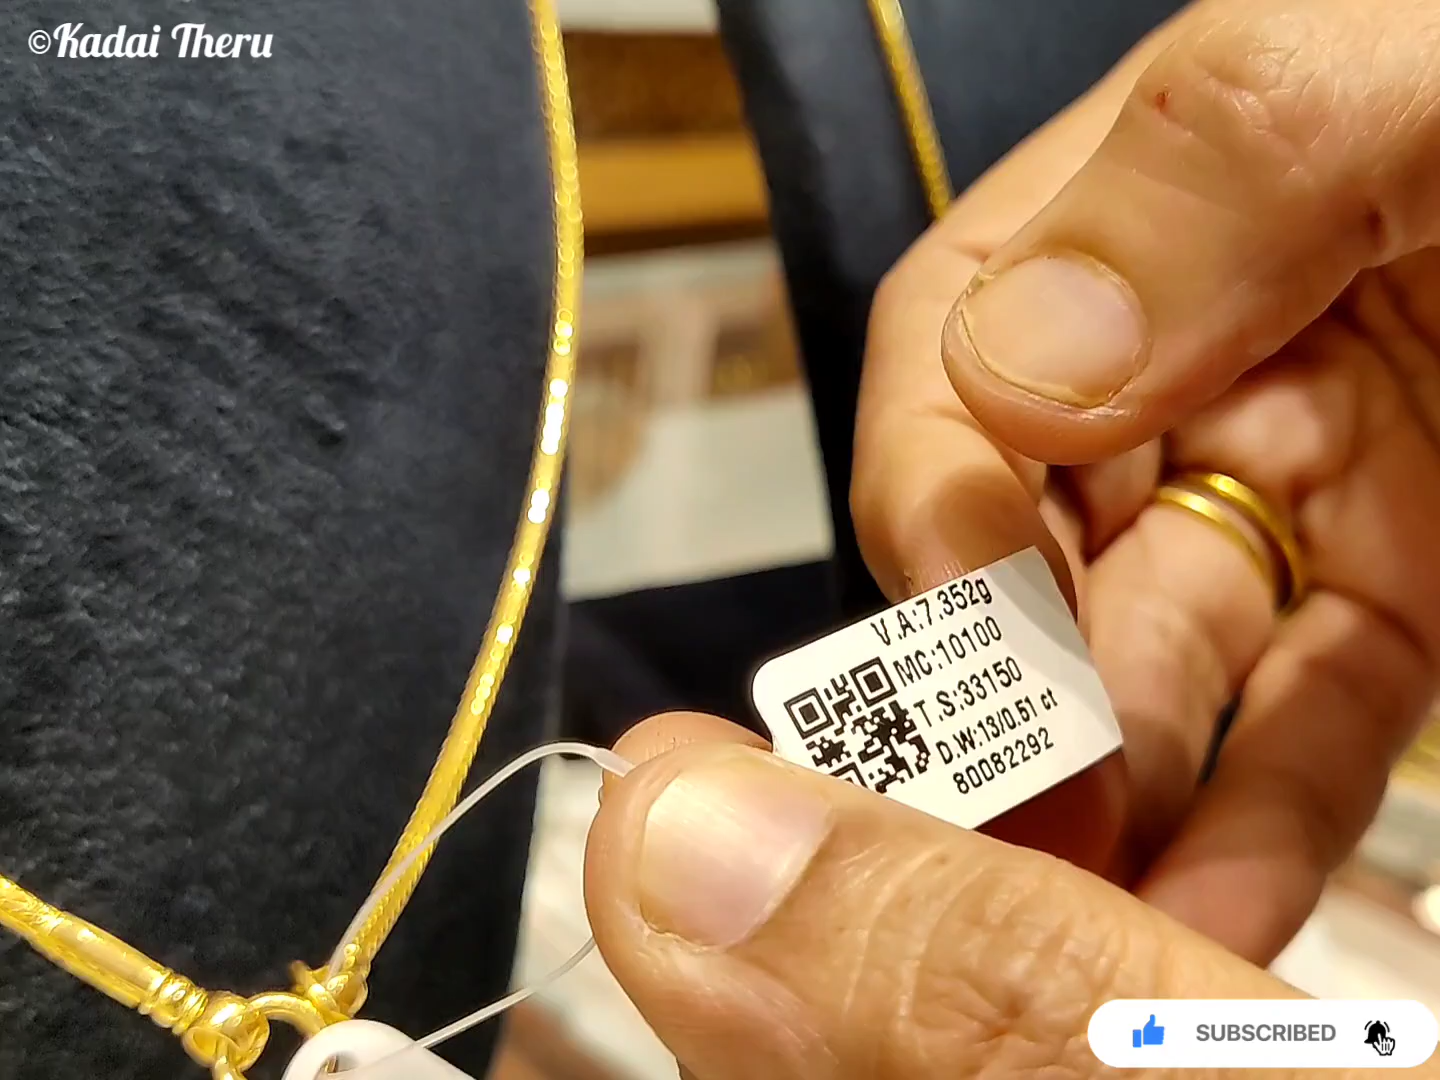 ©Kadai Theru
V.A:7.352g
MC:10100
T.S:33150
D.W:13/0.51 ct
80082292
SUBSCRIBED